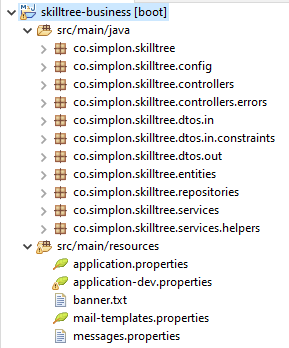 skilltree-business [boot]
src/main/java
co.simplon.skilltree
co.simplon.skilltree.config
co.simplon.skilltree.controllers
co.simplon.skilltree.controllers.errors
co.simplon.skilltree.dtos.in
co.simplon.skilltree.dtos.in.constraints
co.simplon.skilltree.dtos.out
co.simplon.skilltree.entities
co.simplon.skilltree.repositories
co.simplon.skilltree.services
co.simplon.skilltree.services.helpers
src/main/resources
application.properties
application-dev.properties
banner.txt
mail-templates.properties
messages.properties